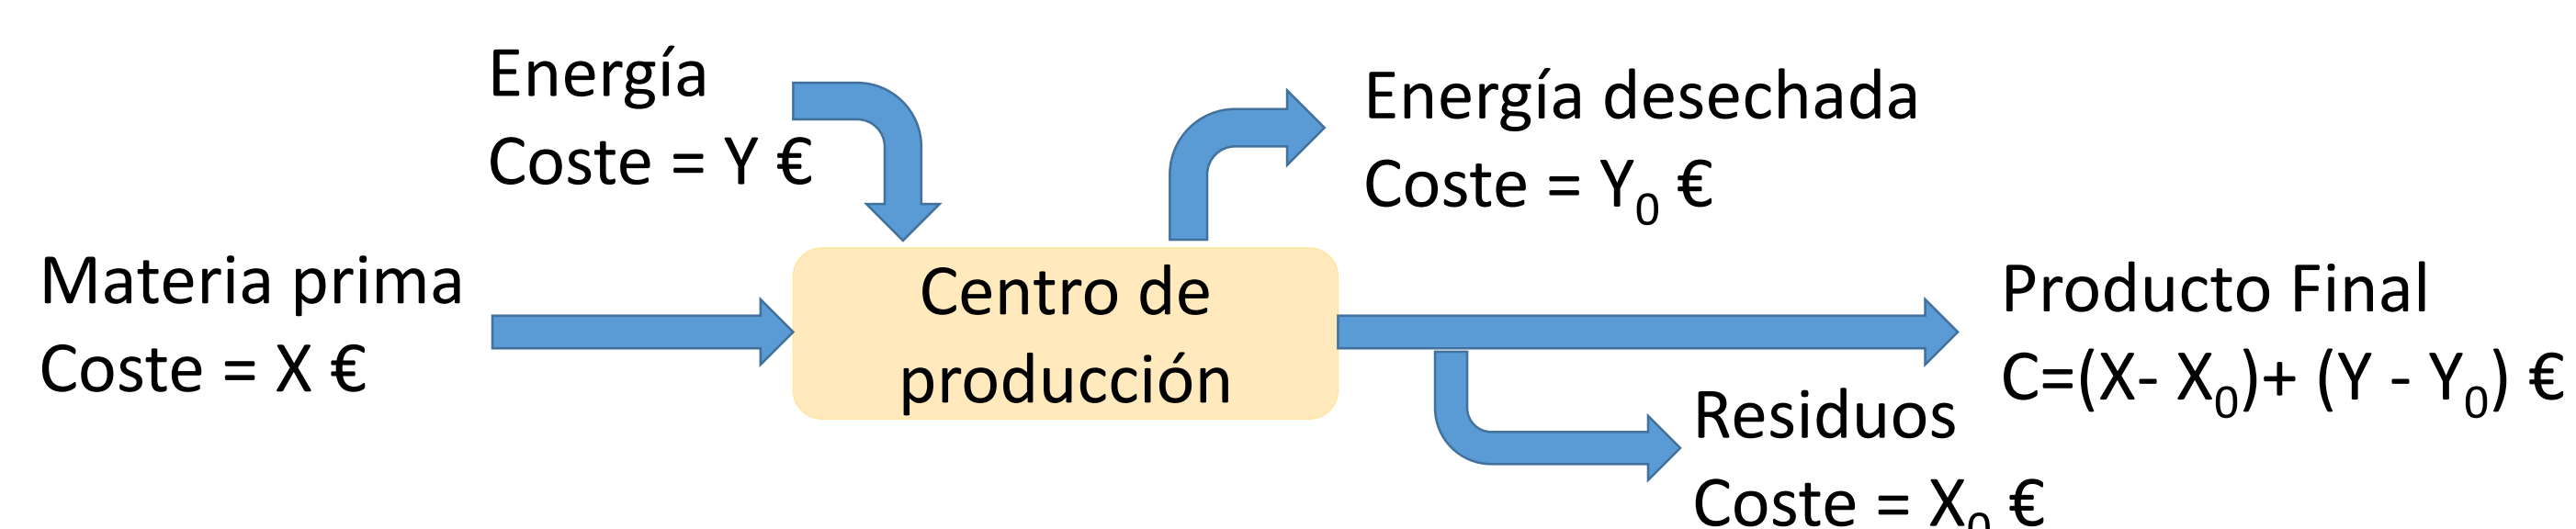 Energía
Coste = Y €
Energía desechada
Coste = Y₀ €
Materia prima
Coste = X €
Centro de
producción
Producto Final
C=(X- X₀)+ (Y - Y₀) €
Residuos
Coste = X₀ €